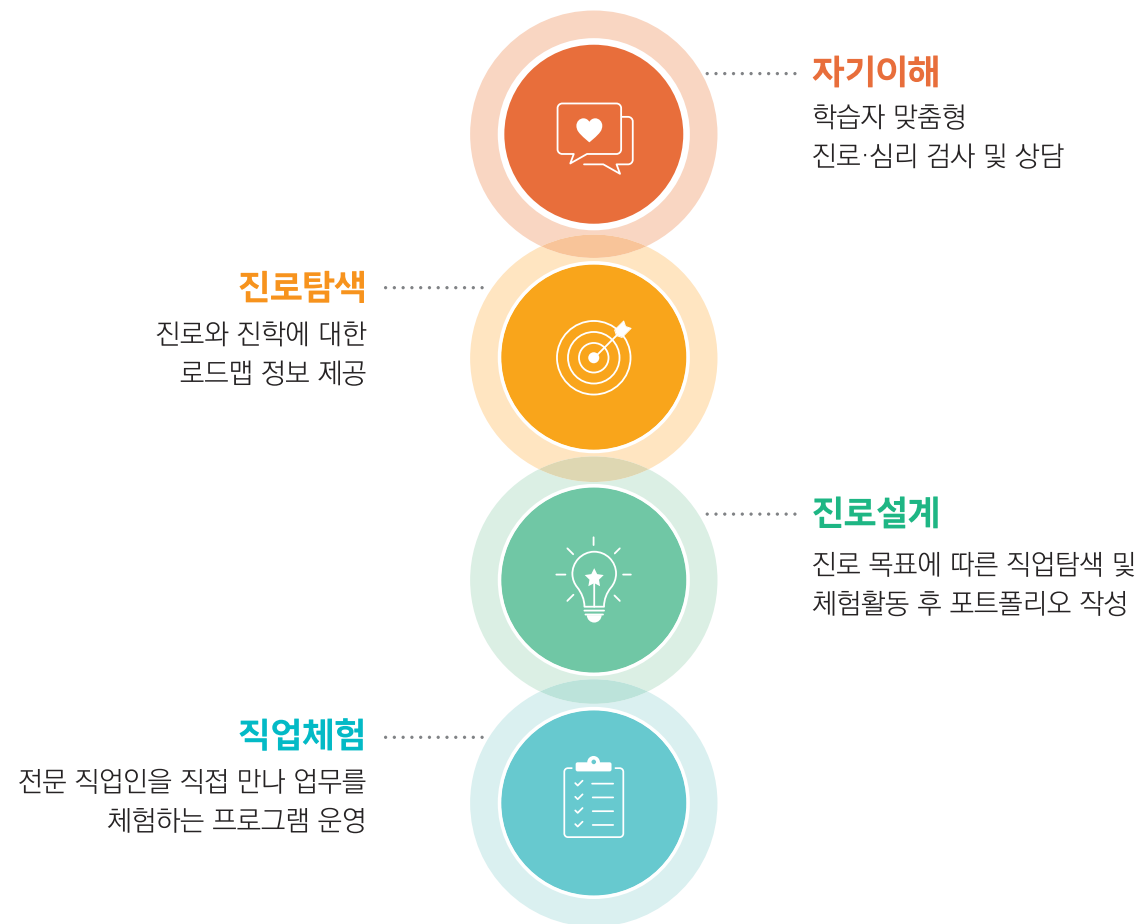 자기이해
학습자 맞춤형
진로·심리 검사 및 상담
진로탐색
진로와 진학에 대한
로드맵 정보 제공
진로설계
진로 목표에 따른 직업탐색 및
체험활동 후 포트폴리오 작성
직업체험
전문 직업인을 직접 만나 업무를
체험하는 프로그램 운영